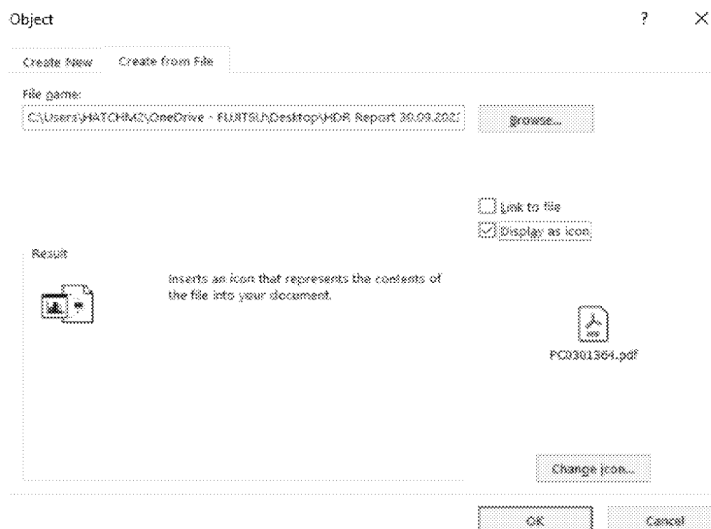 Object
?
Create New
Create from File
File name:
C:\Users\HATCHM2\OneDrive - FUJITSU\Desktop\HDR Report 30.09.202
Browse...
Link to file
Display as icon
Result
Inserts an icon that represents the contents of
the file into your document.
PC0301364.pdf
Change Icon...
OK
Cancel